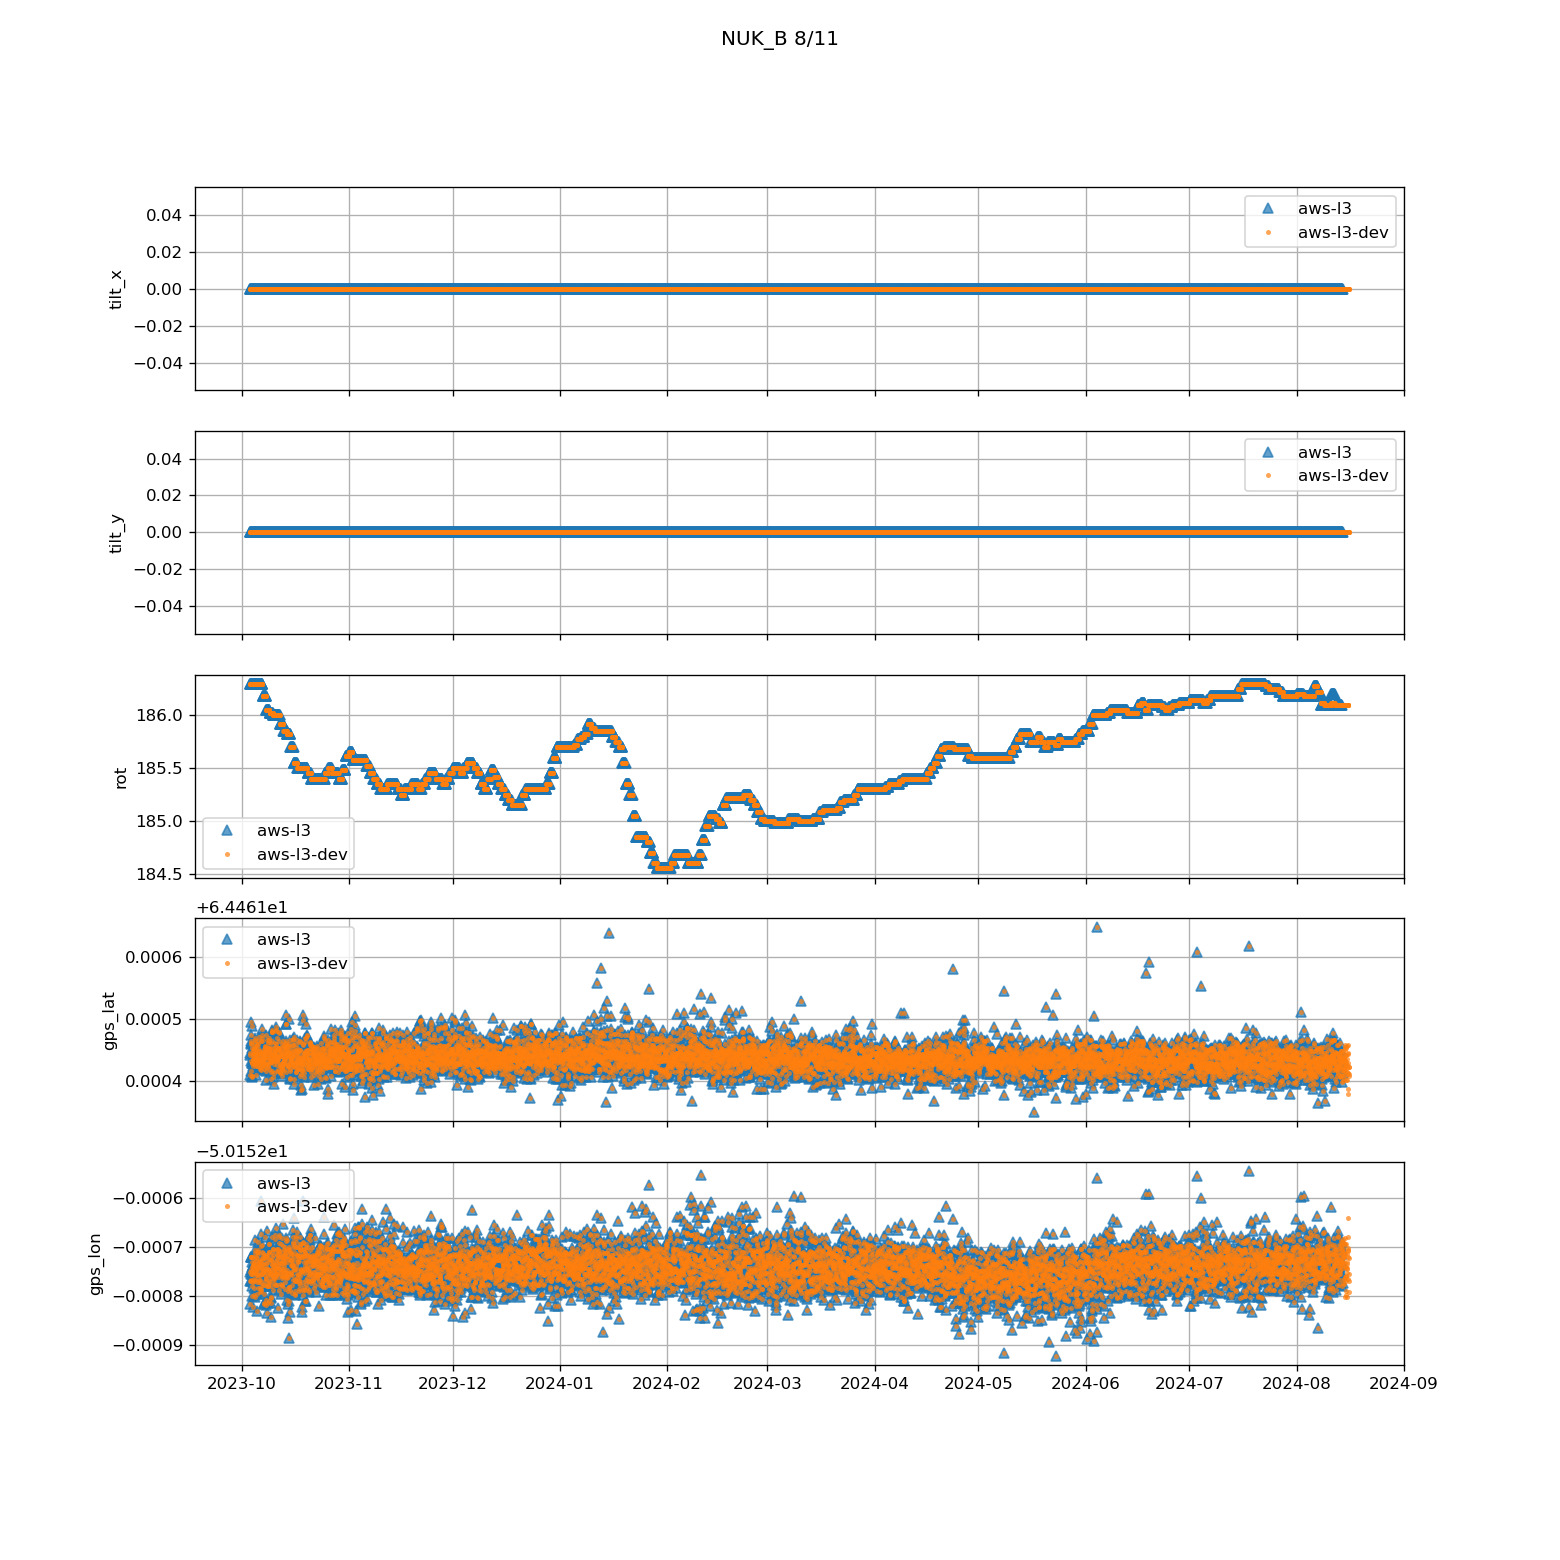 NUK_B 8/11
0.04
0.02
0.00
−0.02
−0.04
tilt_x
aws-l3
aws-l3-dev
0.04
0.02
0.00
−0.02
−0.04
tilt_y
aws-l3
aws-l3-dev
186.0
185.5
185.0
184.5
rot
aws-l3
aws-l3-dev
+6.4461e1
0.0006
0.0005
0.0004
gps_lat
aws-l3
aws-l3-dev
−5.0152e1
−0.0006
−0.0007
−0.0008
−0.0009
gps_lon
aws-l3
aws-l3-dev
2023-10 2023-11 2023-12 2024-01 2024-02 2024-03 2024-04 2024-05 2024-06 2024-07 2024-08 2024-09